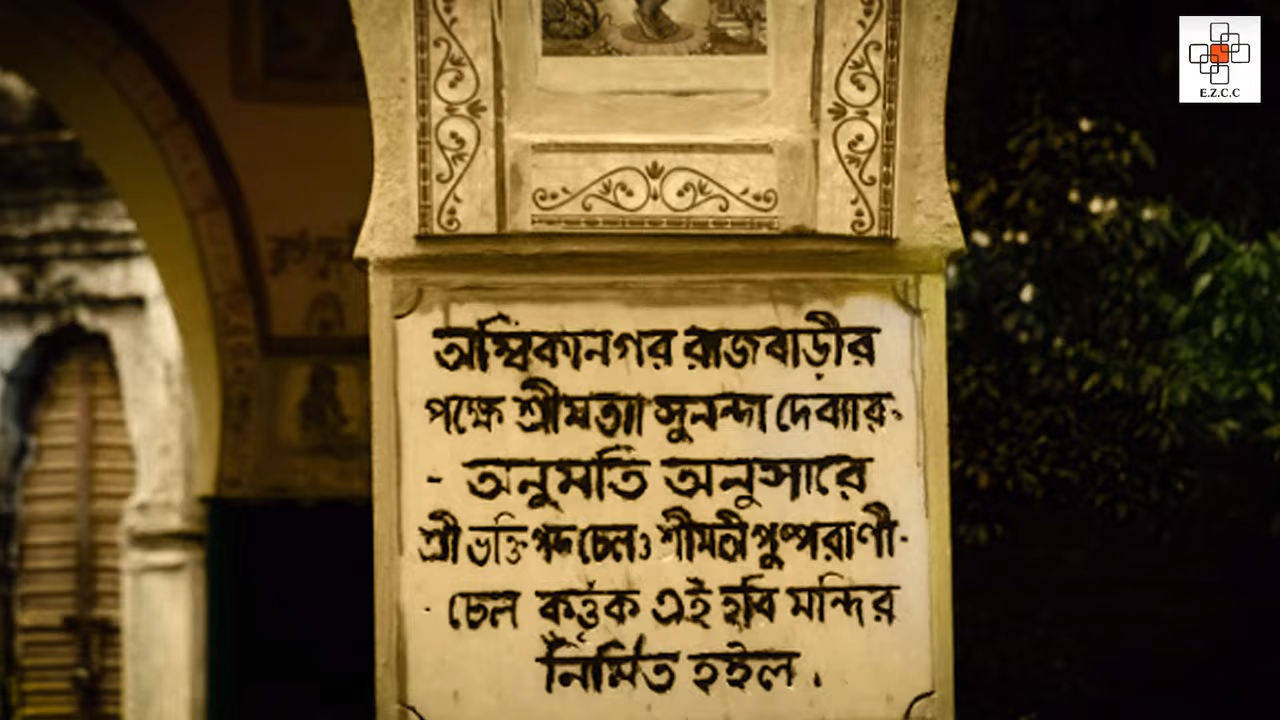 E.Z.C.C
অম্বিকানগর রাজবাড়ীর
পক্ষে শ্রীমত্যা সুনন্দা দেব্যার-
- অনুমতি অনুসারে
শ্রী ভক্তিপদ চেল ও শ্রীমতী পুষ্পরাণী-
- চেল কর্ত্তৃক এই হরি মন্দির
নির্মিত হইল .